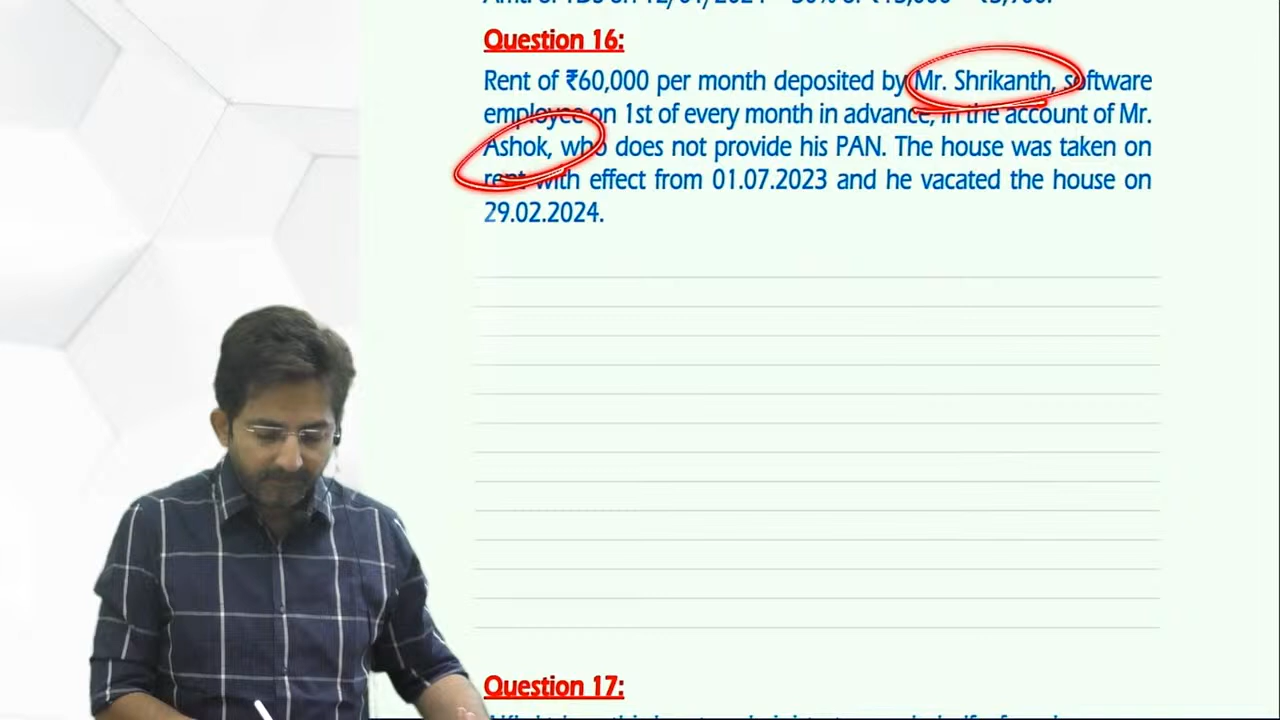 Question 16:
Rent of ₹60,000 per month deposited by Mr. Shrikanth, software
employee on 1st of every month in advance, in the account of Mr.
Ashok, who does not provide his PAN. The house was taken on
rent with effect from 01.07.2023 and he vacated the house on
29.02.2024.
Question 17: